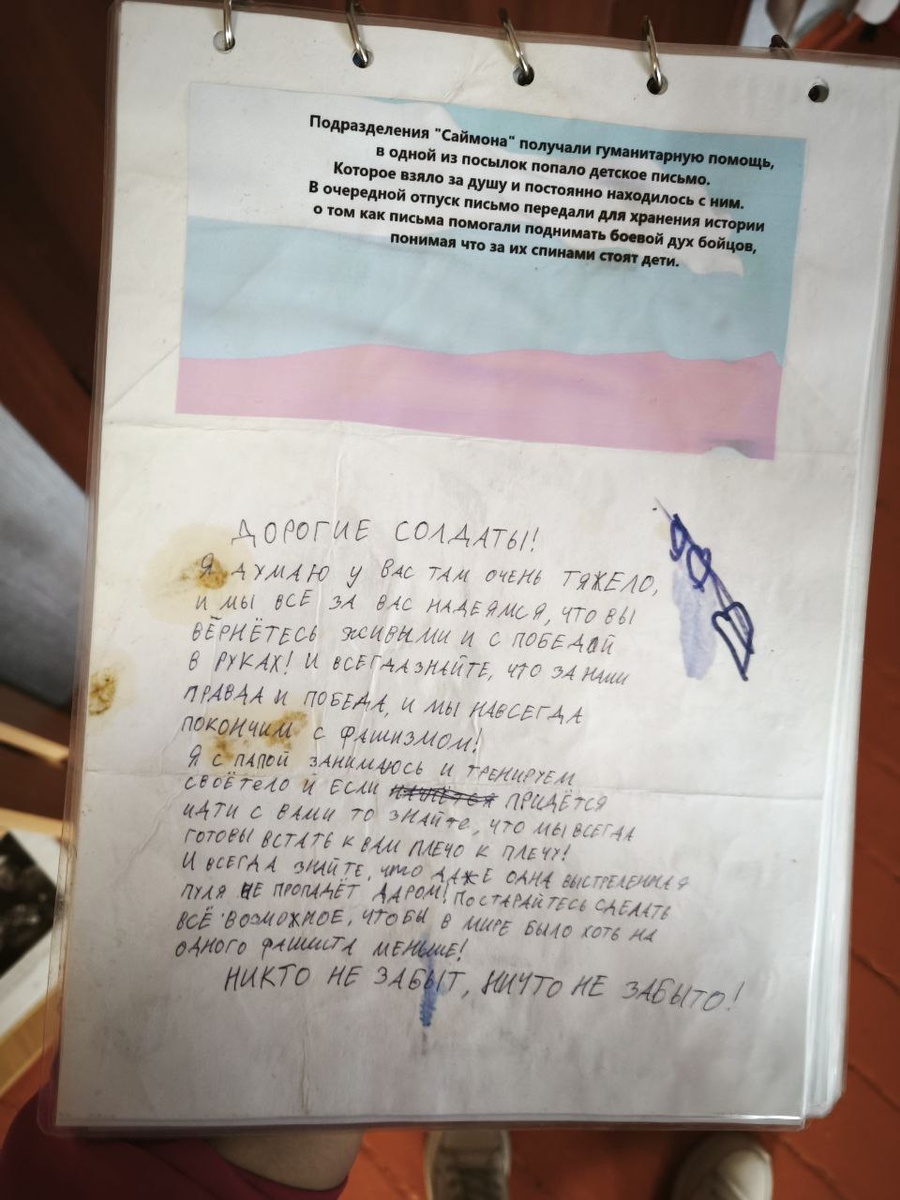 Подразделения "Саймона" получали гуманитарную помощь,
в одной из посылок попало детское письмо.
Которое взяло за душу и постоянно находилось с ним.
В очередной отпуск письмо передали для хранения истории
о том как письма помогали поднимать боевой дух бойцов,
понимая что за их спинами стоят дети.
ДОРОГИЕ СОЛДАТЫ!
Я ДУМАЮ У ВАС ТАМ ОЧЕНЬ ТЯЖЕЛО,
И МЫ ВСЕ ЗА ВАС НАДЕЯМСЯ, ЧТО ВЫ
ВЕРНЁТЕСЬ ЖИВЫМИ И С ПОБЕДОЙ
В РУКАХ! И ВСЕГДА ЗНАЙТЕ, ЧТО ЗА НАМИ
ПРАВДА И ПОБЕДА, И МЫ НАВСЕГДА
ПОКОНЧИМ С ФАШИЗМОМ!
Я С ПАПОЙ ЗАНИМАЮСЬ И ТРЕНИРУЕМ
СВОЁ ТЕЛО И ЕСЛИ ПРИДЁТСЯ
ИДТИ С ВАМИ ТО ЗНАЙТЕ, ЧТО МЫ ВСЕГДА
ГОТОВЫ ВСТАТЬ К ВАМ ПЛЕЧО К ПЛЕЧУ!
И ВСЕГДА ЗНАЙТЕ, ЧТО ДАЖЕ ОДНА ВЫСТРЕЛЕННАЯ
ПУЛЯ НЕ ПРОПАДЁТ ДАРОМ! ПОСТАРАЙТЕСЬ СДЕЛАТЬ
ВСЁ ВОЗМОЖНОЕ, ЧТОБЫ В МИРЕ БЫЛО ХОТЬ НА
ОДНОГО ФАШИСТА МЕНЬШЕ!
НИКТО НЕ ЗАБЫТ, НИЧТО НЕ ЗАБЫТО!